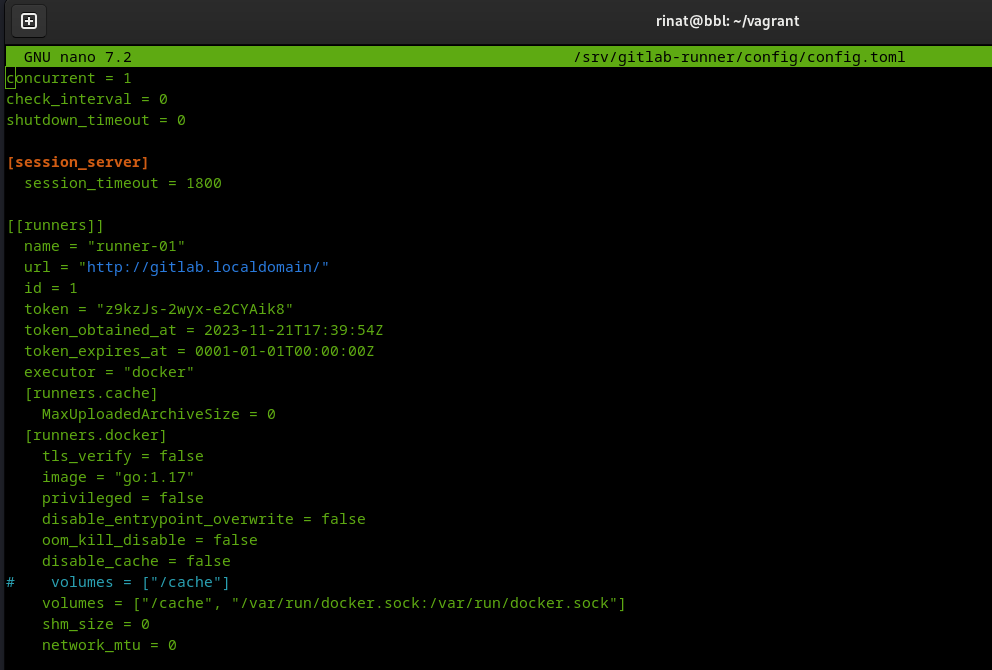 rinat@bbl: ~/vagrant
GNU nano 7.2 /srv/gitlab-runner/config/config.toml
concurrent = 1
check_interval = 0
shutdown_timeout = 0
[session_server]
session_timeout = 1800
[[runners]]
name = "runner-01"
url = "http://gitlab.localdomain/"
id = 1
token = "z9kzJs-2wyx-e2CYAik8"
token_obtained_at = 2023-11-21T17:39:54Z
token_expires_at = 0001-01-01T00:00:00Z
executor = "docker"
[runners.cache]
MaxUploadedArchiveSize = 0
[runners.docker]
tls_verify = false
image = "go:1.17"
privileged = false
disable_entrypoint_overwrite = false
oom_kill_disable = false
disable_cache = false
# volumes = ["/cache"]
volumes = ["/cache", "/var/run/docker.sock:/var/run/docker.sock"]
shm_size = 0
network_mtu = 0